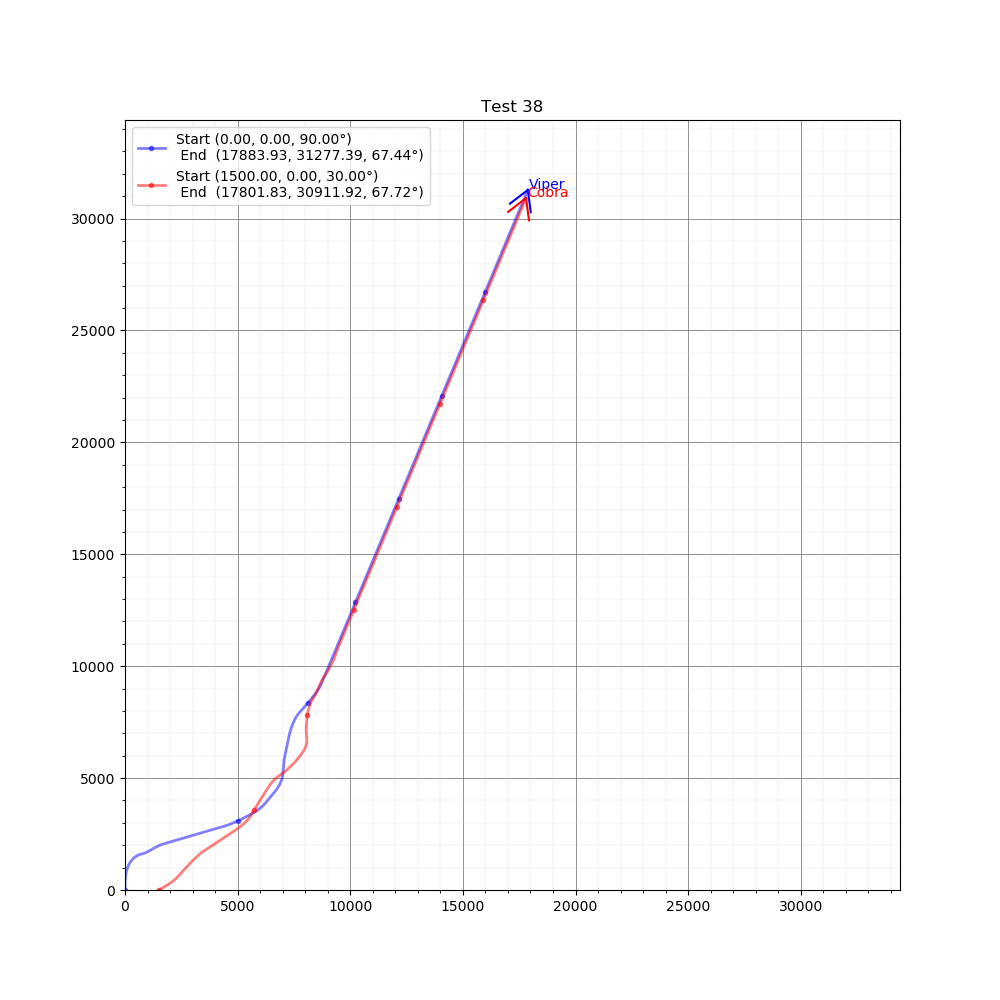 Test 38
Start (0.00, 0.00, 90.00°)
End (17883.93, 31277.39, 67.44°)
Start (1500.00, 0.00, 30.00°)
End (17801.83, 30911.92, 67.72°)
Viper
Cobra
30000
25000
20000
15000
10000
5000
0
0 5000 10000 15000 20000 25000 30000